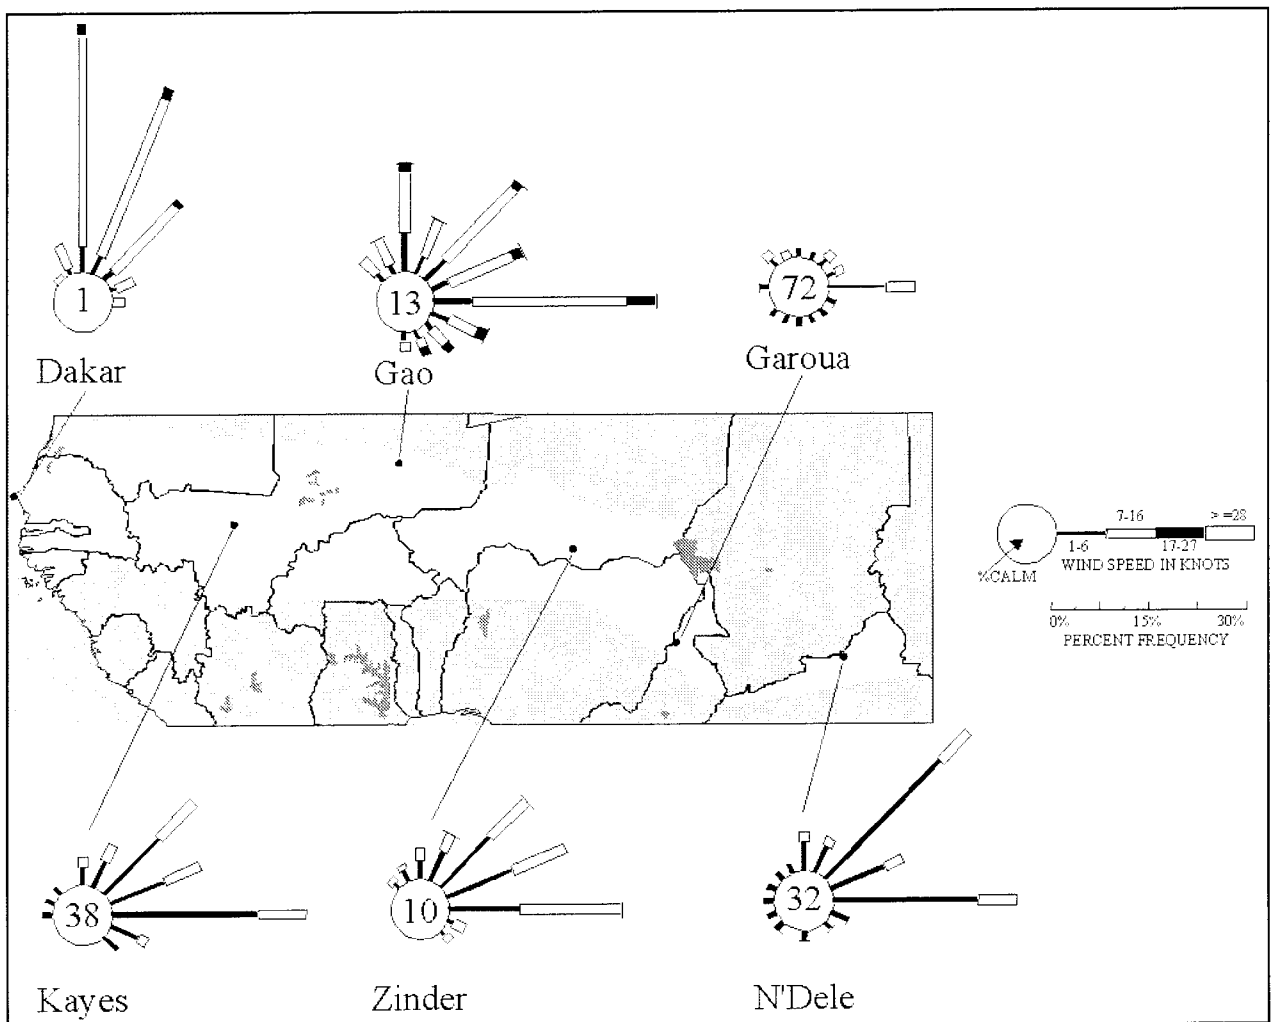 1
13
72
Dakar
Gao
Garoua
7-16
> =28
1-6
17-27
%CALM
WIND SPEED IN KNOTS
0%
15%
30%
PERCENT FREQUENCY
38
10
32
Kayes
Zinder
N'Dele